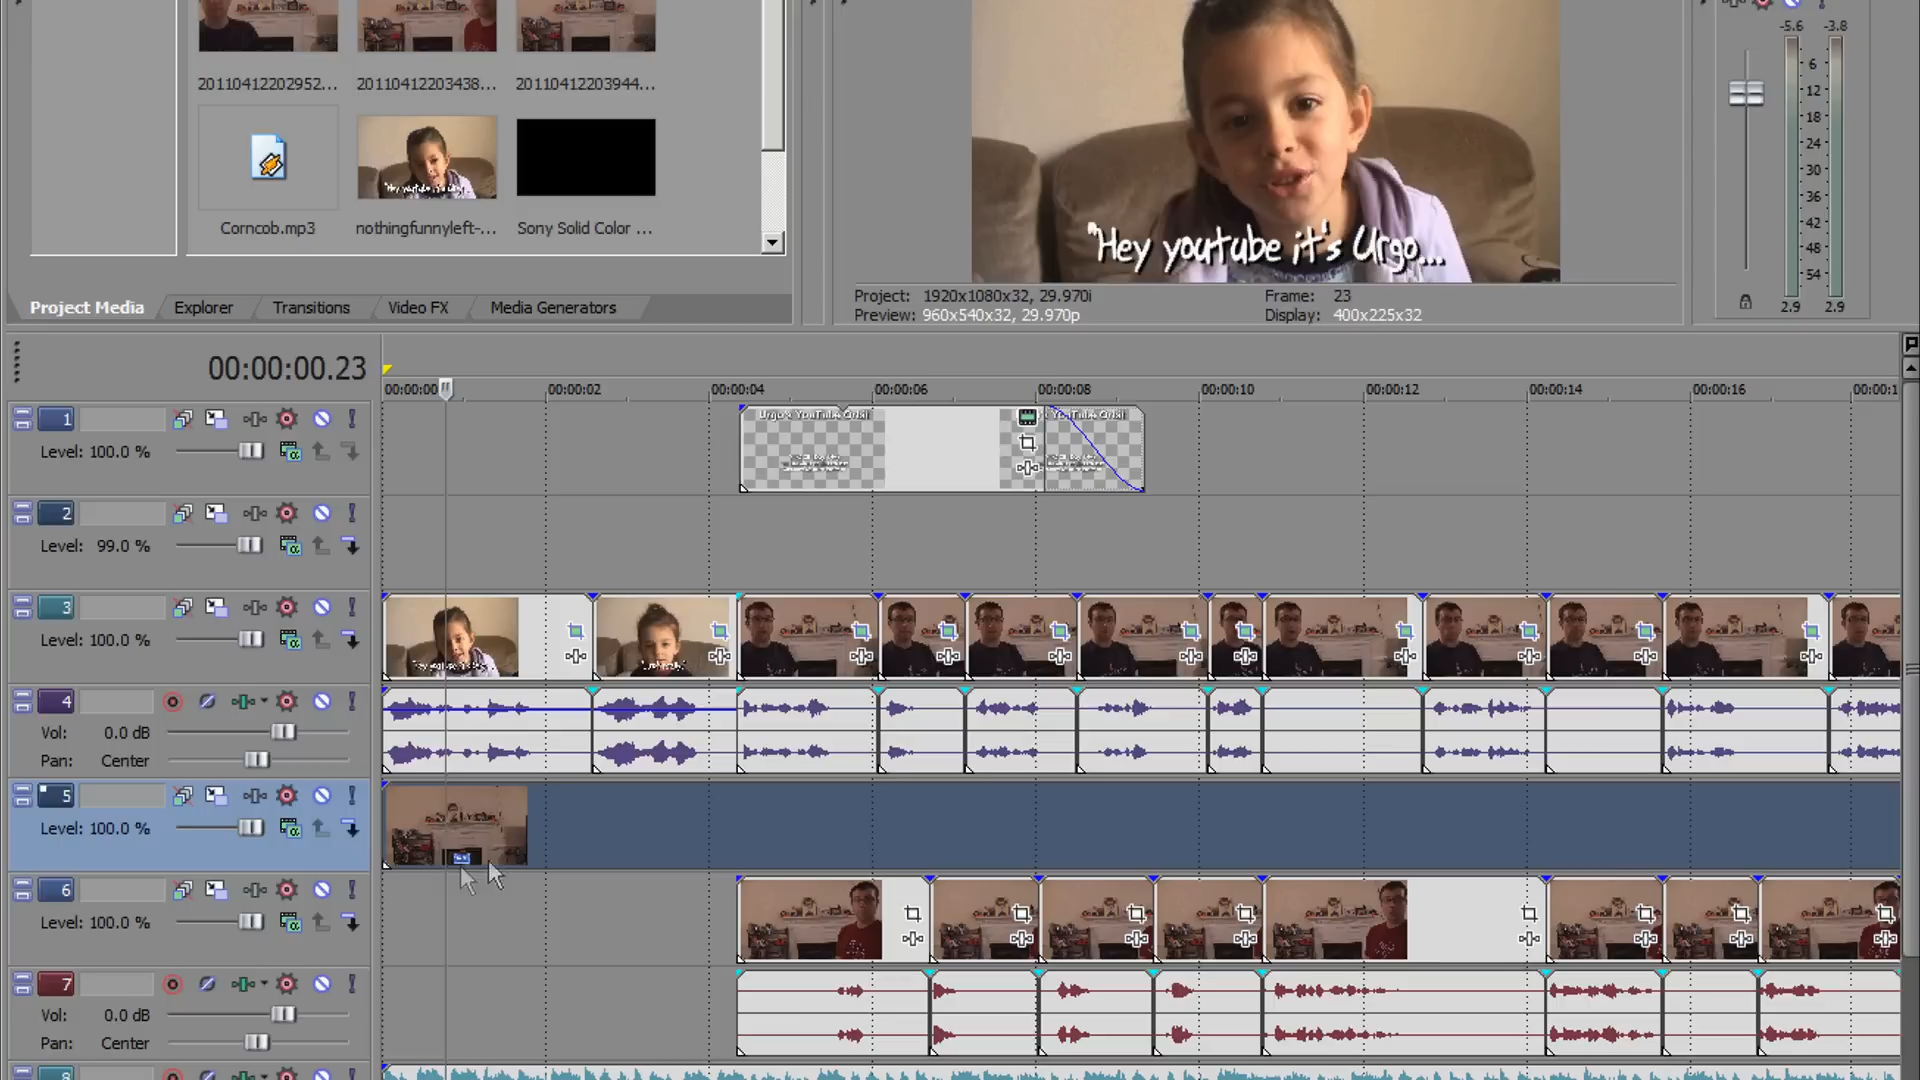 20110412202952...
20110412203438...
20110412203944...
Corncob.mp3
nothingfunnyleft-...
Sony Solid Color ...
Project Media
Explorer
Transitions
Video FX
Media Generators
"Hey youtube it's Urgo...
Project: 1920x1080x32, 29.970i
Preview: 960x540x32, 29.970p
Frame: 23
Display: 400x225x32
-5.6 -3.8
6
12
18
24
30
36
42
48
54
2.9 2.9
00:00:00.23
00:00:00
00:00:02
00:00:04
00:00:06
00:00:08
00:00:10
00:00:12
00:00:14
00:00:16
00:00:1
1
Level: 100.0 %
Urgo's YouTube Orbit
YouTube Orbit
2
Level: 99.0 %
3
Level: 100.0 %
4
Vol: 0.0 dB
Pan: Center
5
Level: 100.0 %
6
Level: 100.0 %
7
Vol: 0.0 dB
Pan: Center
8